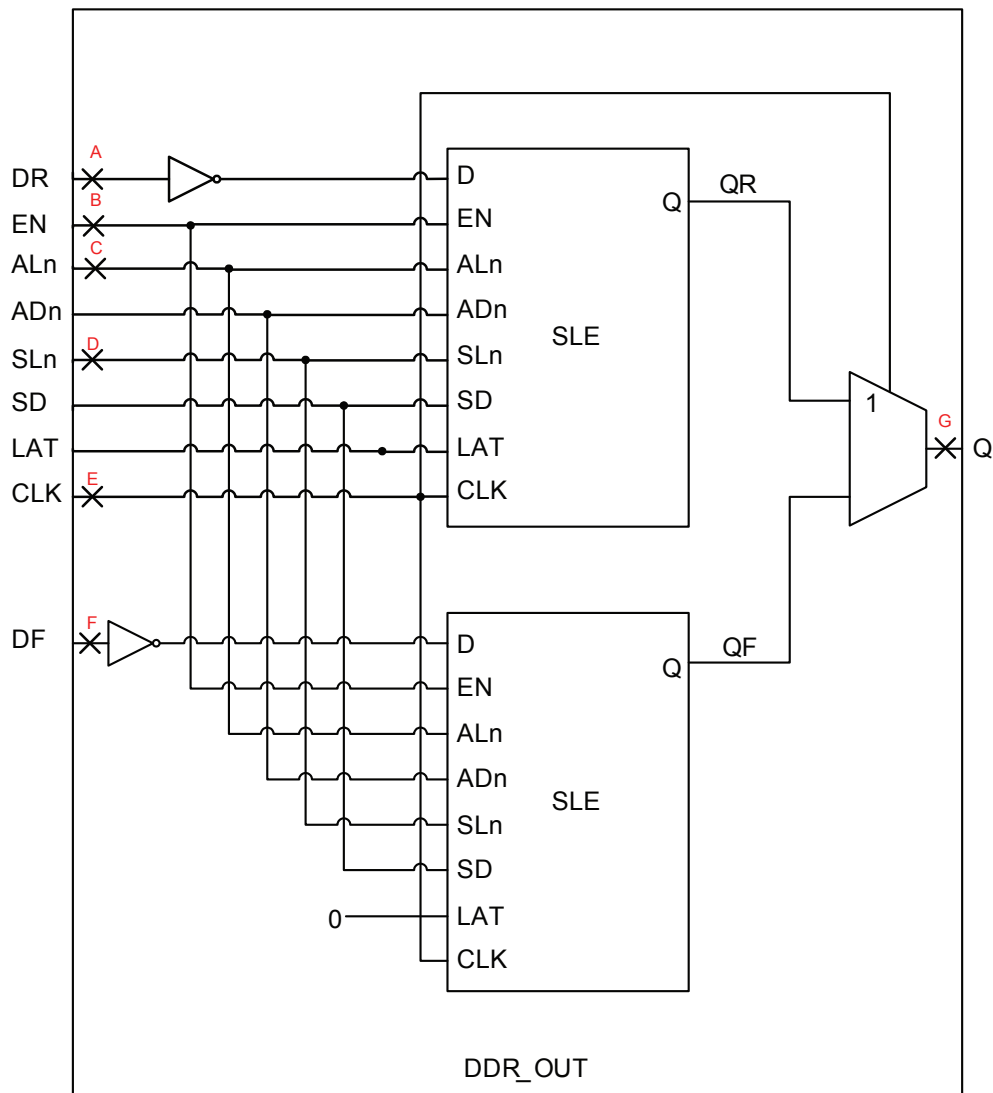 A
DR
D
QR
Q
B
EN
EN
C
ALn
ALn
ADn
ADn
SLE
D
SLn
SLn
SD
SD
1
G
LAT
LAT
Q
E
CLK
CLK
F
DF
D
QF
Q
EN
ALn
ADn
SLE
SLn
SD
0
LAT
CLK
DDR_OUT